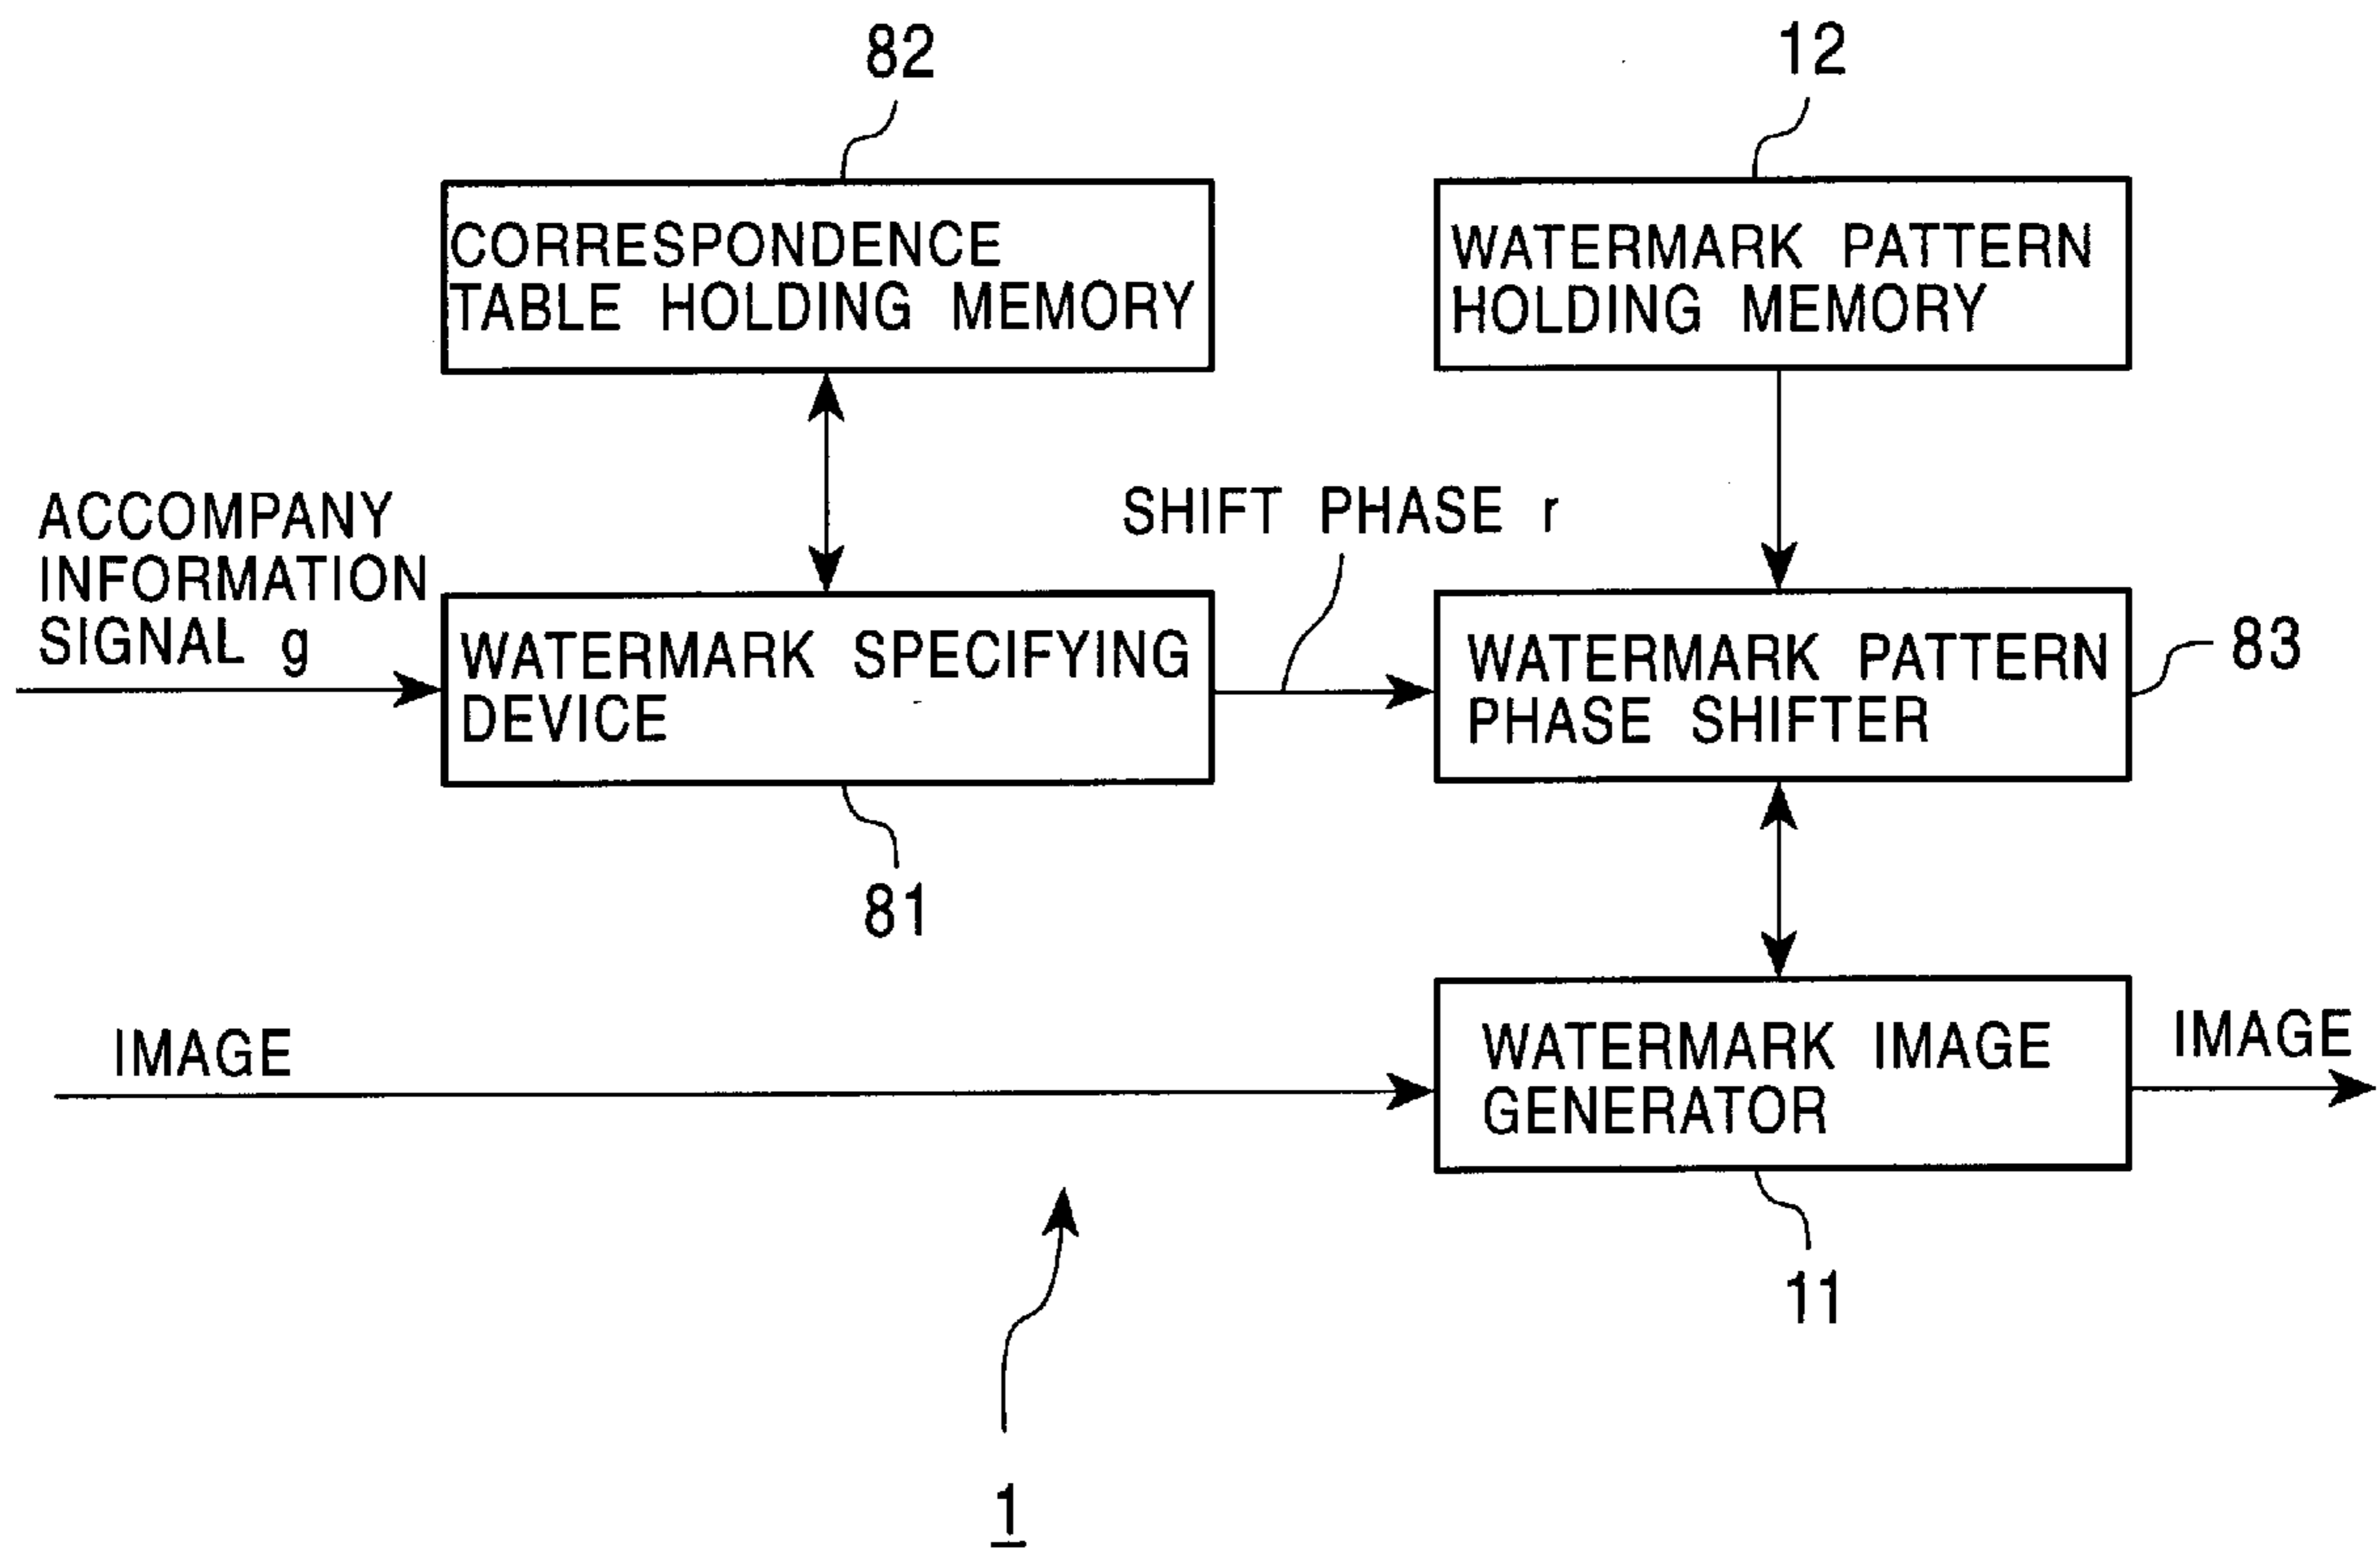 82
12
CORRESPONDENCE
TABLE HOLDING MEMORY
WATERMARK PATTERN
HOLDING MEMORY
ACCOMPANY
INFORMATION
SIGNAL g
SHIFT PHASE r
WATERMARK SPECIFYING
DEVICE
WATERMARK PATTERN
PHASE SHIFTER
83
81
IMAGE
WATERMARK IMAGE
GENERATOR
IMAGE
11
1